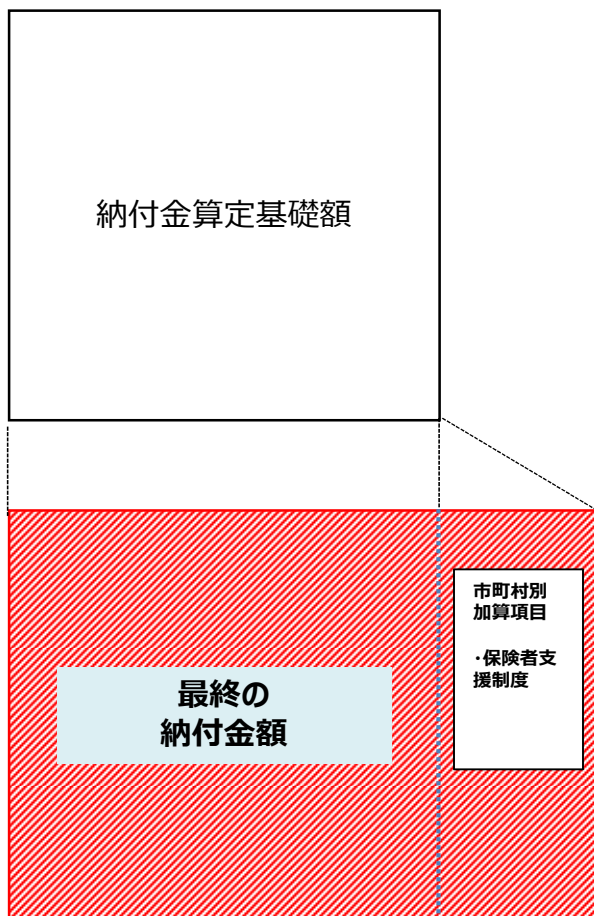 納付金算定基礎額
最終の
納付金額
市町村別
加算項目
・保険者支
援制度